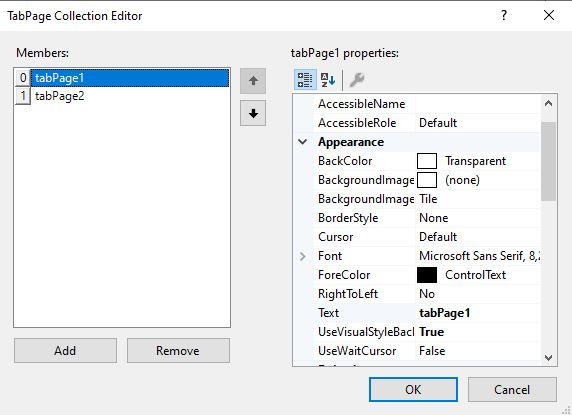 TabPage Collection Editor
? ×
Members:
tabPage1 properties:
0 tabPage1
1 tabPage2
AccessibleName
AccessibleRole Default
Appearance
BackColor Transparent
BackgroundImage (none)
BackgroundImage Tile
BorderStyle None
Cursor Default
Font Microsoft Sans Serif, 8,2
ForeColor ControlText
RightToLeft No
Text tabPage1
UseVisualStyleBack True
UseWaitCursor False
Add
Remove
OK
Cancel